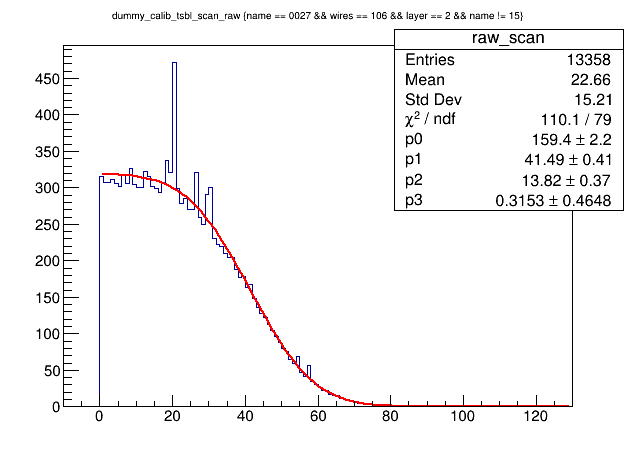 dummy_calib_tsbl_scan_raw {name == 0027 && wires == 106 && layer == 2 && name != 15}
raw_scan
Entries 13358
Mean 22.66
Std Dev 15.21
χ² / ndf 110.1 / 79
p0 159.4 ± 2.2
p1 41.49 ± 0.41
p2 13.82 ± 0.37
p3 0.3153 ± 0.4648
450
400
350
300
250
200
150
100
50
0
0 20 40 60 80 100 120